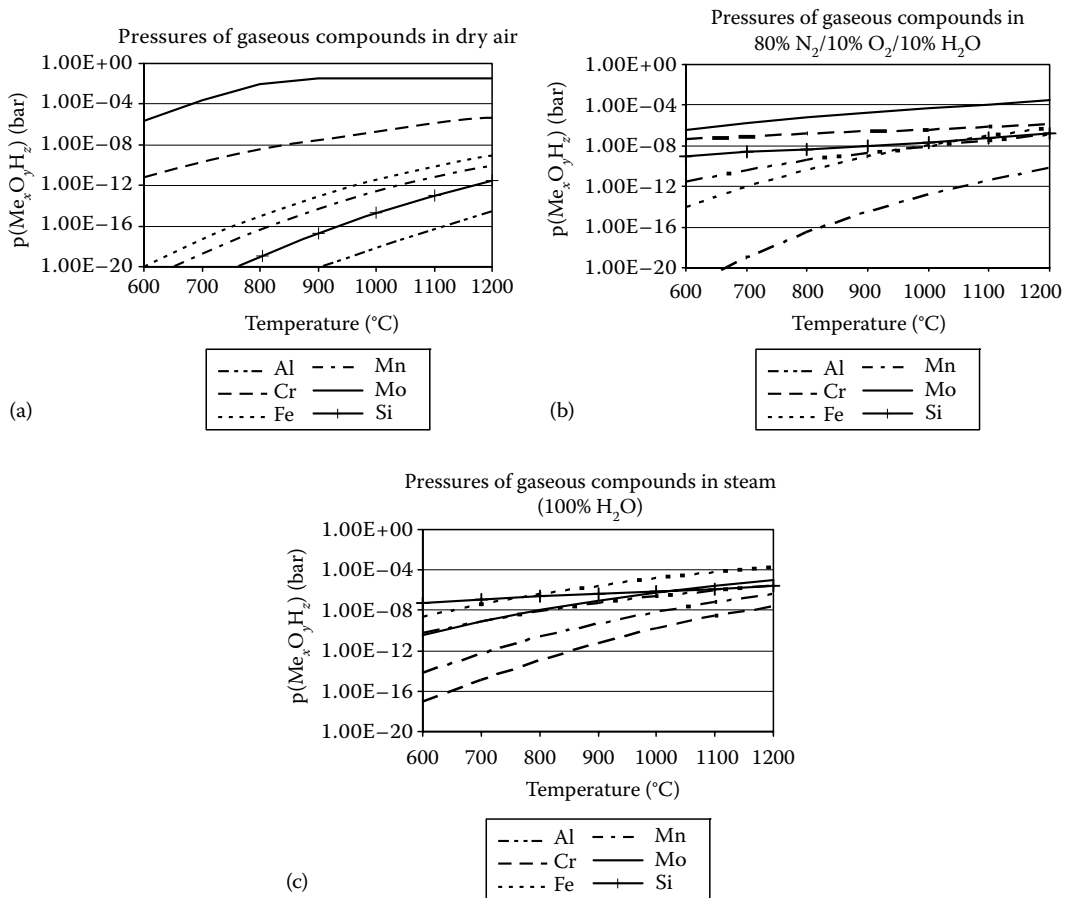 Pressures of gaseous compounds in dry air
(a)
p(MeₓOᵧH_z) (bar)
1.00E+00
1.00E−04
1.00E−08
1.00E−12
1.00E−16
1.00E−20
600 700 800 900 1000 1100 1200
Temperature (°C)
Al Mn
Cr Mo
Fe Si
Pressures of gaseous compounds in
80% N₂/10% O₂/10% H₂O
(b)
p(MeₓOᵧH_z) (bar)
1.00E+00
1.00E−04
1.00E−08
1.00E−12
1.00E−16
1.00E−20
600 700 800 900 1000 1100 1200
Temperature (°C)
Al Mn
Cr Mo
Fe Si
Pressures of gaseous compounds in steam
(100% H₂O)
p(MeₓOᵧH_z) (bar)
1.00E+00
1.00E−04
1.00E−08
1.00E−12
1.00E−16
1.00E−20
600 700 800 900 1000 1100 1200
Temperature (°C)
Al Mn
Cr Mo
Fe Si
(c)